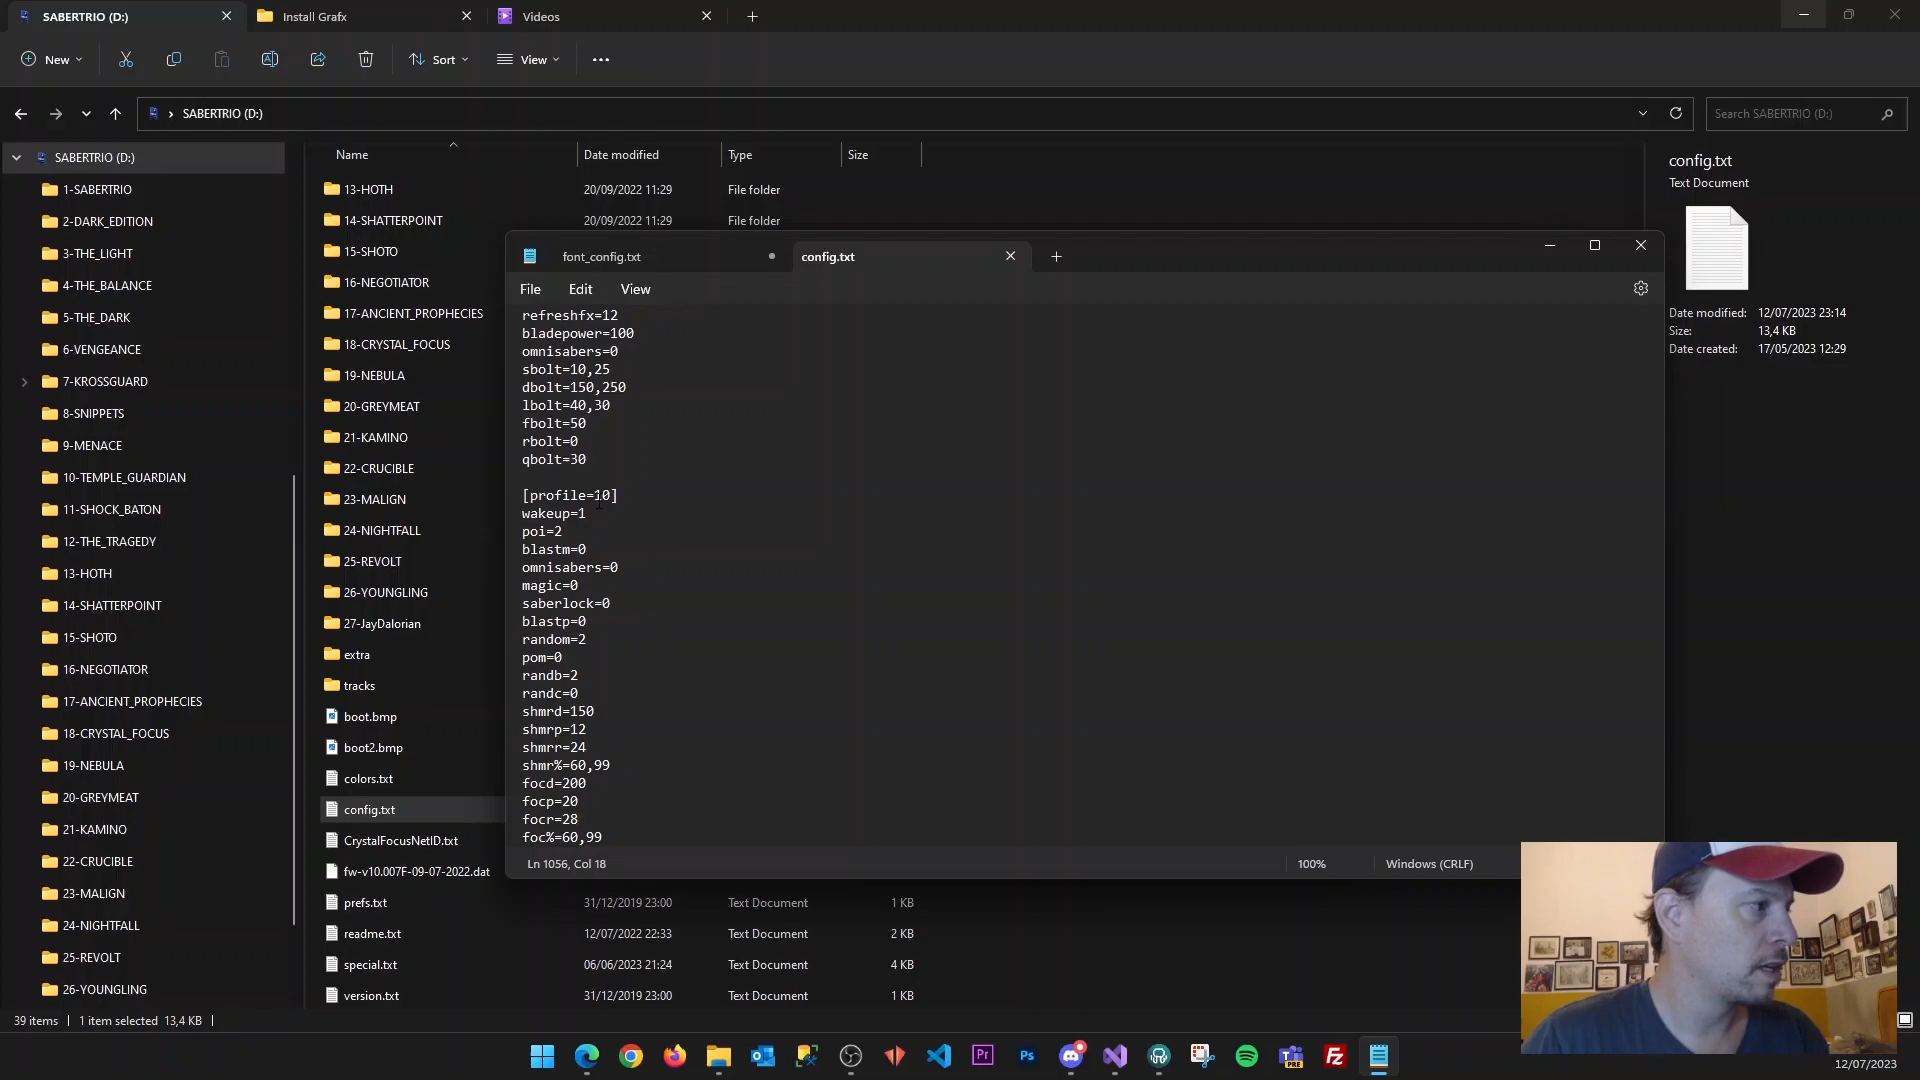 SABERTRIO (D:)
Install Grafx
Videos
New
Sort
View
SABERTRIO (D:)
Search SABERTRIO (D:)
SABERTRIO (D:)
1-SABERTRIO
2-DARK_EDITION
3-THE_LIGHT
4-THE_BALANCE
5-THE_DARK
6-VENGEANCE
7-KROSSGUARD
8-SNIPPETS
9-MENACE
10-TEMPLE_GUARDIAN
11-SHOCK_BATON
12-THE_TRAGEDY
13-HOTH
14-SHATTERPOINT
15-SHOTO
16-NEGOTIATOR
17-ANCIENT_PROPHECIES
18-CRYSTAL_FOCUS
19-NEBULA
20-GREYMEAT
21-KAMINO
22-CRUCIBLE
23-MALIGN
24-NIGHTFALL
25-REVOLT
26-YOUNGLING
Name Date modified Type Size
13-HOTH 20/09/2022 11:29 File folder
14-SHATTERPOINT 20/09/2022 11:29 File folder
15-SHOTO
16-NEGOTIATOR
17-ANCIENT_PROPHECIES
18-CRYSTAL_FOCUS
19-NEBULA
20-GREYMEAT
21-KAMINO
22-CRUCIBLE
23-MALIGN
24-NIGHTFALL
25-REVOLT
26-YOUNGLING
27-JayDalorian
extra
tracks
boot.bmp
boot2.bmp
colors.txt
config.txt
CrystalFocusNetID.txt
fw-v10.007F-09-07-2022.dat
prefs.txt 31/12/2019 23:00 Text Document 1 KB
readme.txt 12/07/2022 22:33 Text Document 2 KB
special.txt 06/06/2023 21:24 Text Document 4 KB
version.txt 31/12/2019 23:00 Text Document 1 KB
font_config.txt
config.txt
File Edit View
refreshfx=12
bladepower=100
omnisabers=0
sbolt=10,25
dbolt=150,250
lbolt=40,30
fbolt=50
rbolt=0
qbolt=30
[profile=10]
wakeup=1
poi=2
blastm=0
omnisabers=0
magic=0
saberlock=0
blastp=0
random=2
pom=0
randb=2
randc=0
shmrd=150
shmrp=12
shmrr=24
shmr%=60,99
focd=200
focp=20
focr=28
foc%=60,99
Ln 1056, Col 18
100%
Windows (CRLF)
config.txt
Text Document
Date modified: 12/07/2023 23:14
Size: 13,4 KB
Date created: 17/05/2023 12:29
39 items
1 item selected 13,4 KB
Pr
Ps
PRE
Fz
12/07/2023